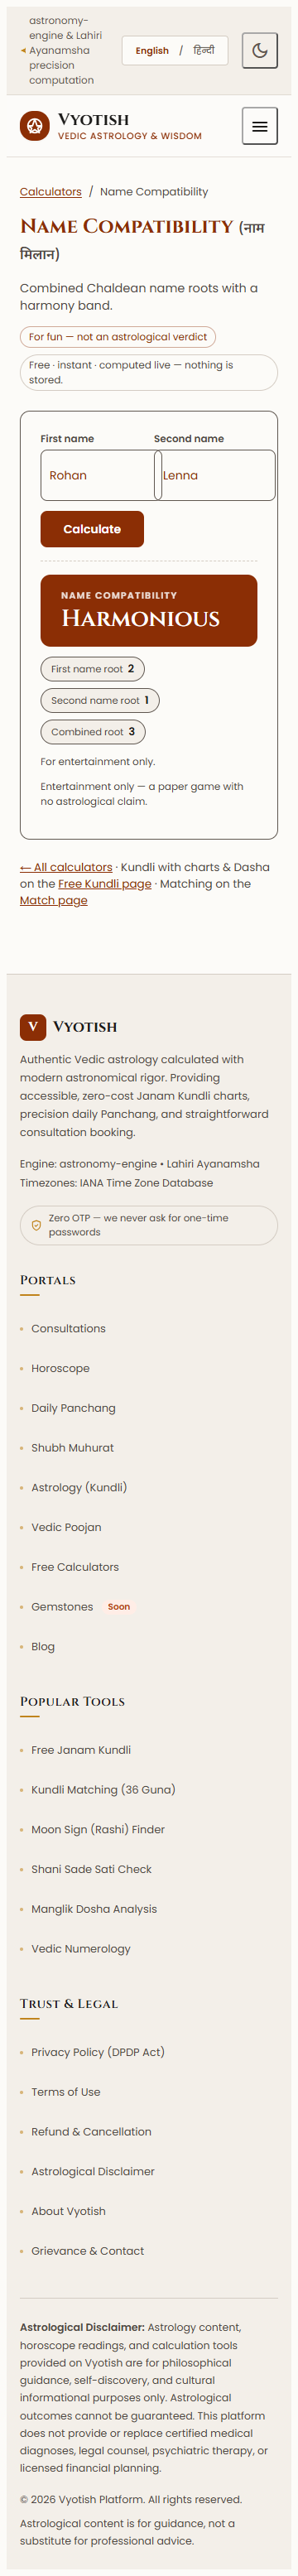 astronomy-
engine & Lahiri
Ayanamsha
precision
computation
English / हिन्दी
VYOTISH
VEDIC ASTROLOGY & WISDOM
Calculators / Name Compatibility
NAME COMPATIBILITY (नाम
मिलान)
Combined Chaldean name roots with a
harmony band.
For fun — not an astrological verdict
Free · instant · computed live — nothing is
stored.
First name Second name
Rohan Lenna
Calculate
NAME COMPATIBILITY
HARMONIOUS
First name root 2
Second name root 1
Combined root 3
For entertainment only.
Entertainment only — a paper game with
no astrological claim.
← All calculators · Kundli with charts & Dasha
on the Free Kundli page · Matching on the
Match page
V VYOTISH
Authentic Vedic astrology calculated with
modern astronomical rigor. Providing
accessible, zero-cost Janam Kundli charts,
precision daily Panchang, and straightforward
consultation booking.
Engine: astronomy-engine • Lahiri Ayanamsha
Timezones: IANA Time Zone Database
Zero OTP — we never ask for one-time
passwords
PORTALS
Consultations
Horoscope
Daily Panchang
Shubh Muhurat
Astrology (Kundli)
Vedic Poojan
Free Calculators
Gemstones Soon
Blog
POPULAR TOOLS
Free Janam Kundli
Kundli Matching (36 Guna)
Moon Sign (Rashi) Finder
Shani Sade Sati Check
Manglik Dosha Analysis
Vedic Numerology
TRUST & LEGAL
Privacy Policy (DPDP Act)
Terms of Use
Refund & Cancellation
Astrological Disclaimer
About Vyotish
Grievance & Contact
Astrological Disclaimer: Astrology content,
horoscope readings, and calculation tools
provided on Vyotish are for philosophical
guidance, self-discovery, and cultural
informational purposes only. Astrological
outcomes cannot be guaranteed. This platform
does not provide or replace certified medical
diagnoses, legal counsel, psychiatric therapy, or
licensed financial planning.
© 2026 Vyotish Platform. All rights reserved.
Astrological content is for guidance, not a
substitute for professional advice.